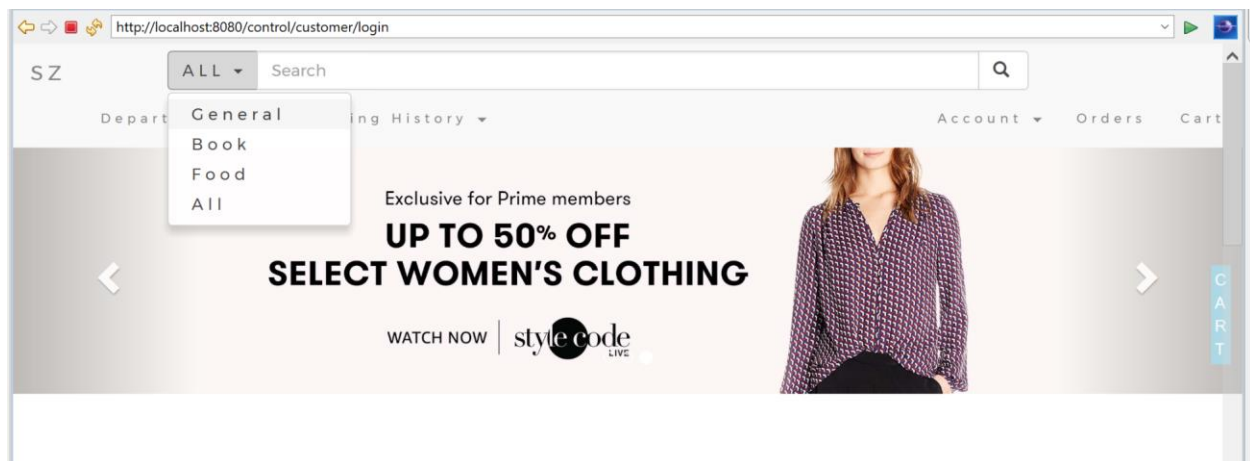 http://localhost:8080/control/customer/login
SZ
ALL Search
Depart ing History Account Orders Cart
General
Book
Food
All
Exclusive for Prime members
UP TO 50% OFF
SELECT WOMEN'S CLOTHING
WATCH NOW style code
LIVE
C
A
R
T